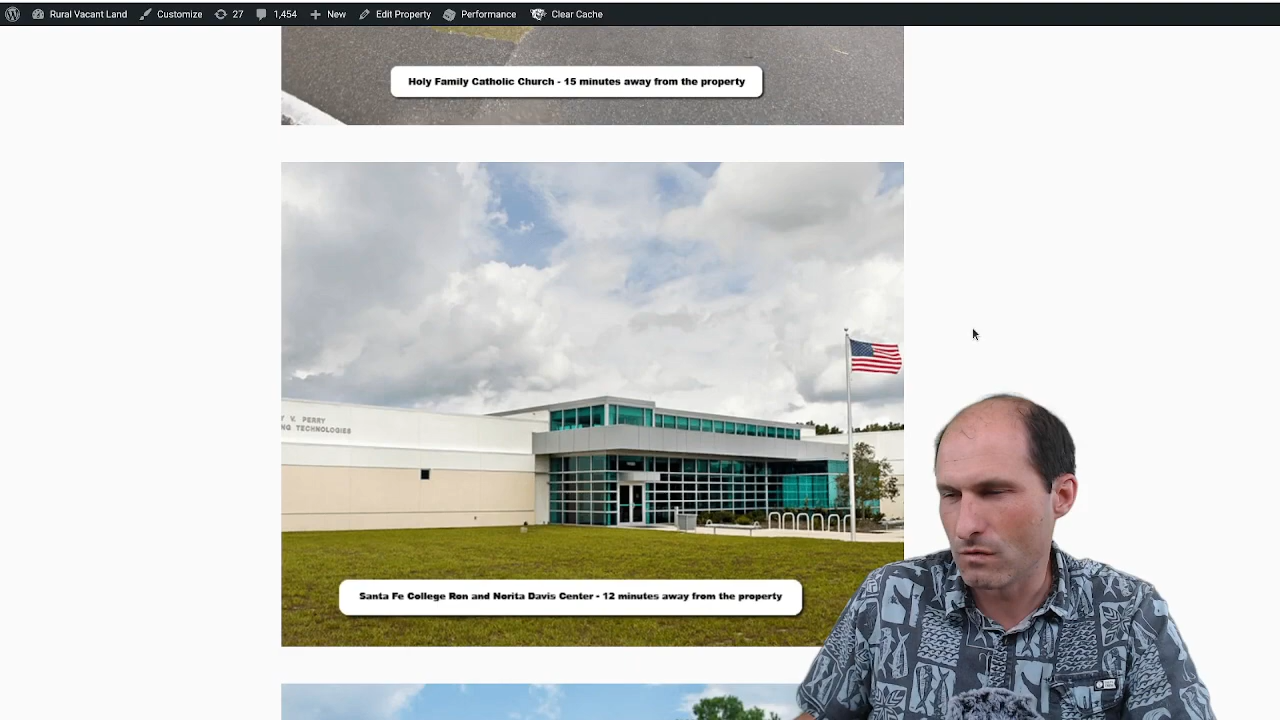 Rural Vacant Land Customize 27 1,454 New Edit Property Performance Clear Cache
Holy Family Catholic Church - 15 minutes away from the property
Y V. PERRY
NG TECHNOLOGIES
Santa Fe College Ron and Norita Davis Center - 12 minutes away from the property